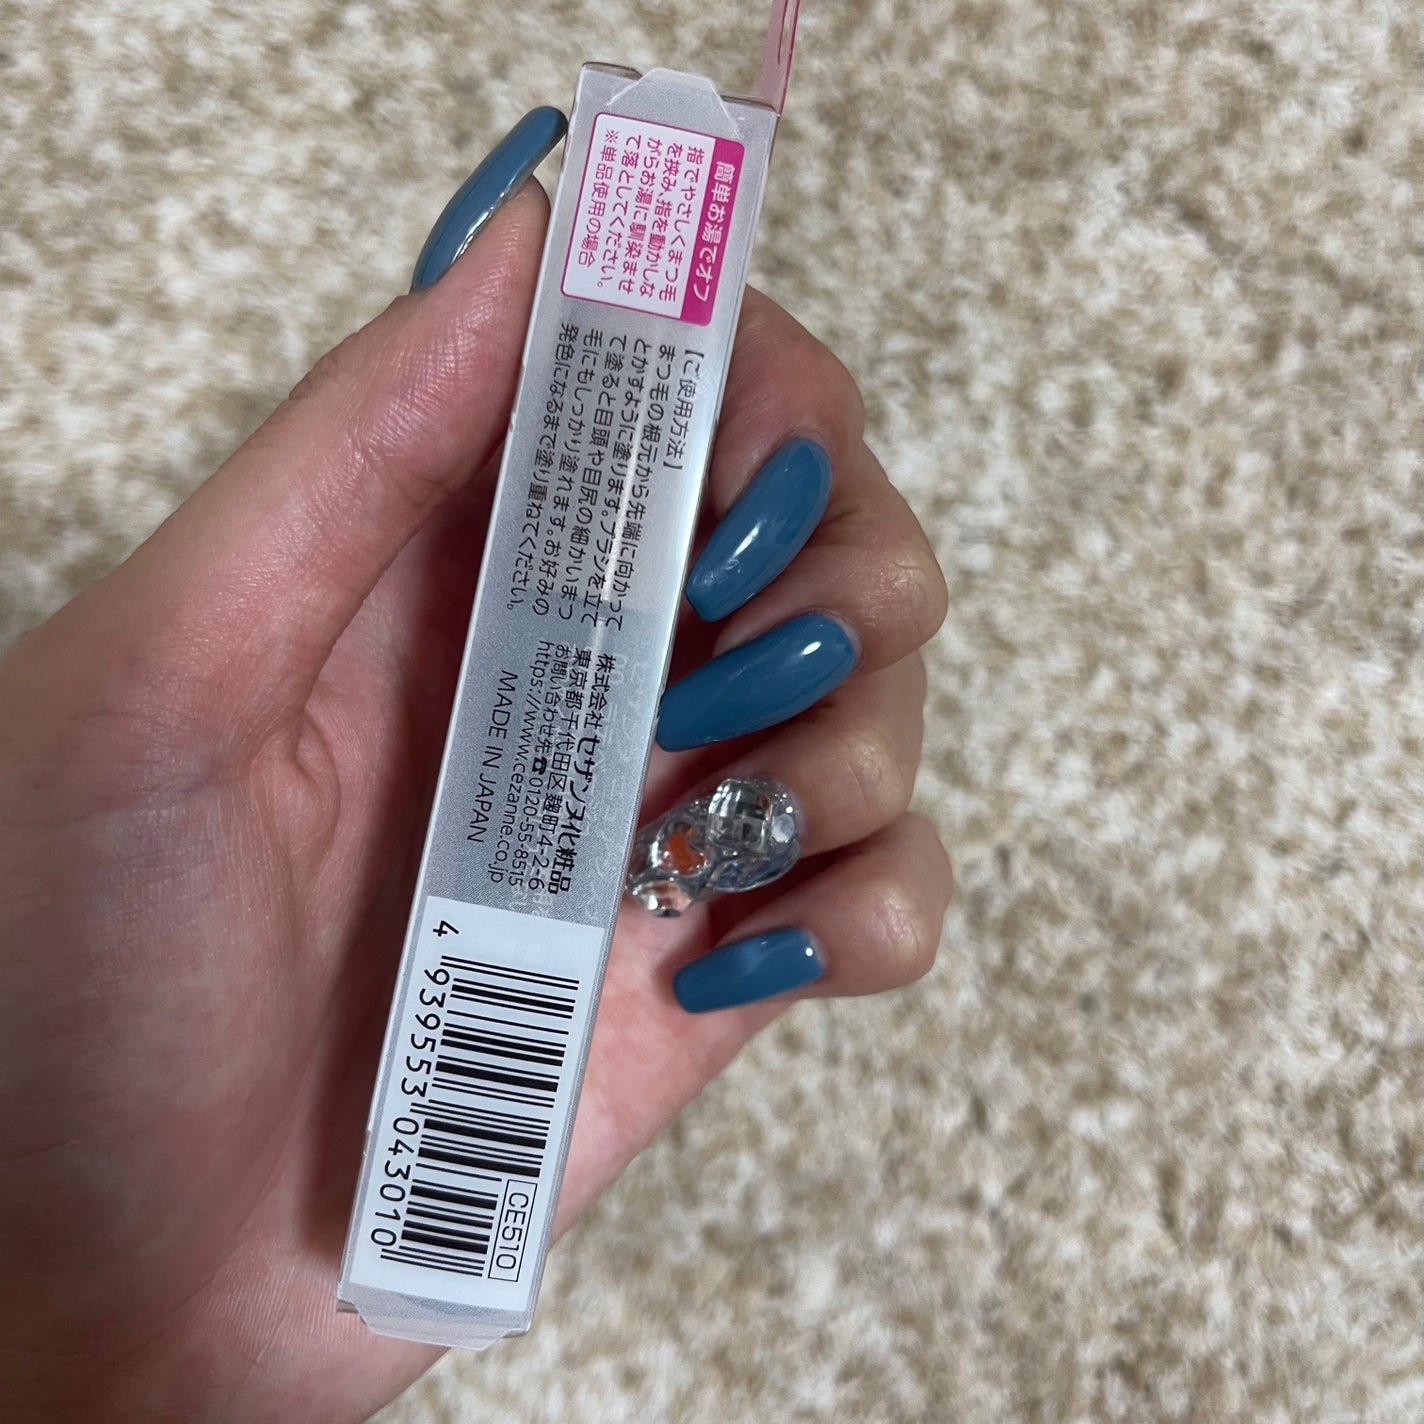 簡単お湯でオフ
指でやさしくまつ毛
を挟み、指を動かしな
がらお湯に馴染ませ
て落としてください。
※単品使用の場合
【ご使用方法】
まつ毛の根元から先端に向かって
とかすように塗ります。ブラシを立て
て塗ると目頭や目尻の細かいまつ
毛にもしっかり塗れます。お好みの
発色になるまで塗り重ねてください。
株式会社 セザンヌ化粧品
東京都千代田区麹町4-2-6
お問い合わせ先☎0120-55-8515
https://www.cezanne.co.jp
MADE IN JAPAN
4 939553 043010
CE510